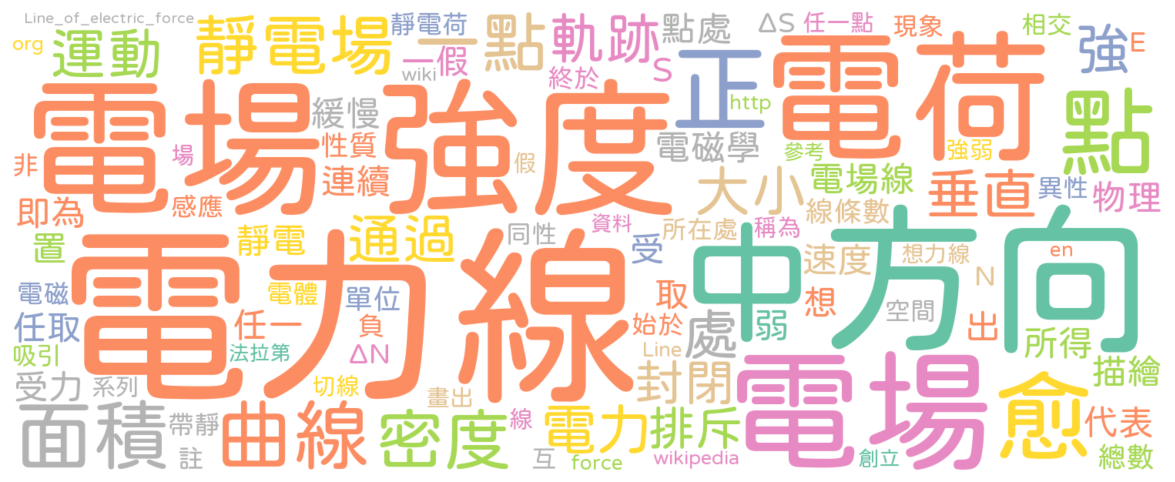 Line_of_electric_force
靜電荷
點處
ΔS
任一點
現象
相交
org
運動
靜電場
一點
軌跡
正
強
E
wiki
一假
終於
S
http
電荷
電場強度
緩慢
點
非
場
性質
假
電磁學
參考
強弱
感應
連續
大小
電場線
垂直
異性
物理
即為
資料
線條數
置
靜電
通過
同性
受
所在處
稱為
中方向
速度
想力線
en
電力線
電磁
電體
單位
取
弱
想
N
空間
出
任取
任一
負
始於
處
所得
吸引
法拉第
ΔN
Line
受力
系列
切線
畫出
封閉
電場
愈
描繪
面積
帶靜
曲線
密度
線
電力
排斥
代表
註
互
force
wikipedia
創立
總數